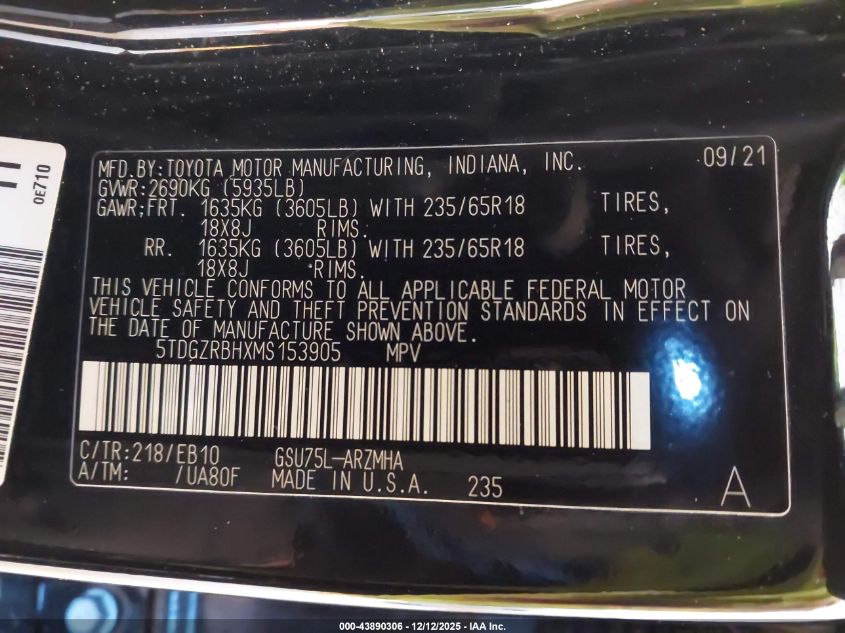 MFD.BY:TOYOTA MOTOR MANUFACTURING, INDIANA, INC. 09/21
GVWR:2690KG (5935LB)
GAWR;FRT. 1635KG (3605LB) WITH 235/65R18 TIRES,
18X8J RIMS.
RR. 1635KG (3605LB) WITH 235/65R18 TIRES,
18X8J RIMS.
THIS VEHICLE CONFORMS TO ALL APPLICABLE FEDERAL MOTOR
VEHICLE SAFETY AND THEFT PREVENTION STANDARDS IN EFFECT ON
THE DATE OF MANUFACTURE SHOWN ABOVE.
5TDGZRBHXMS153905 MPV
C/TR:218/EB10 GSU75L-ARZMHA
A/TM: /UA80F MADE IN U.S.A. 235 A
0E710
000-43890306 - 12/12/2025 - IAA Inc.